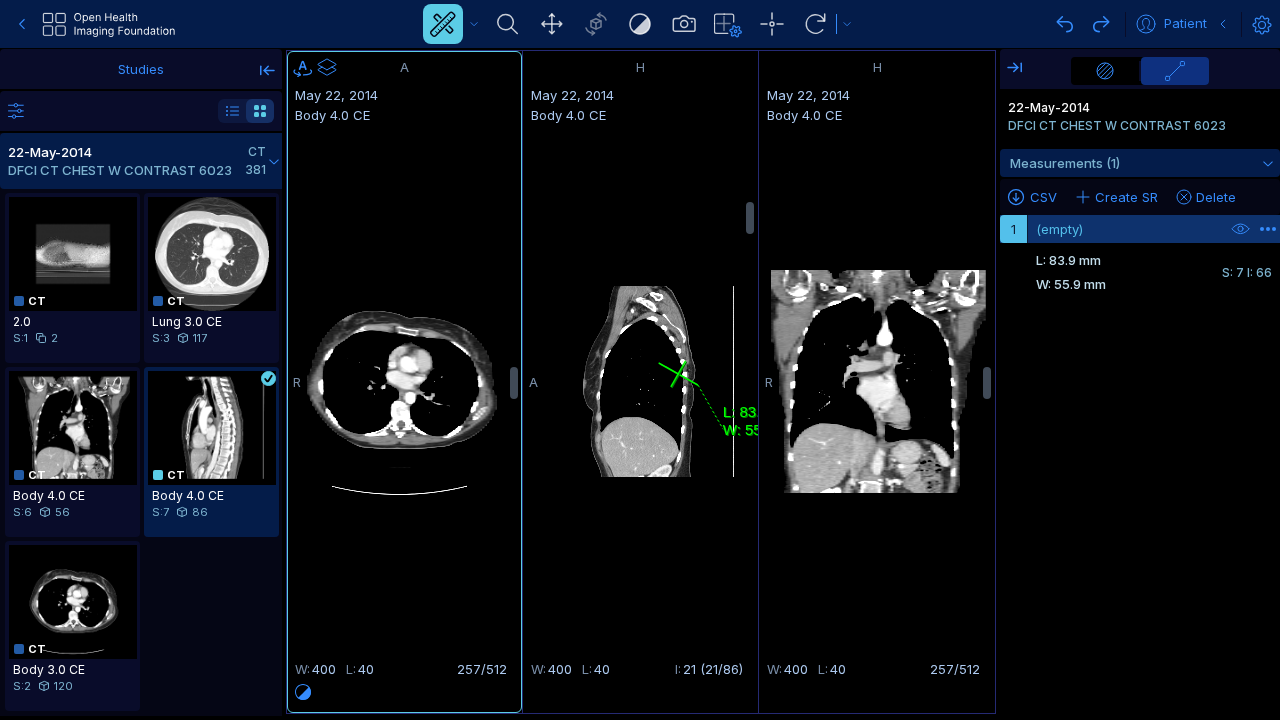 Open Health
Imaging Foundation
Patient
Studies
22-May-2014
CT
DFCI CT CHEST W CONTRAST 6023
381
CT
CT
2.0
Lung 3.0 CE
S:1 2
S:3 117
CT
CT
Body 4.0 CE
Body 4.0 CE
S:6 56
S:7 86
CT
Body 3.0 CE
S:2 120
A
A
May 22, 2014
Body 4.0 CE
R
W:400 L:40
257/512
H
May 22, 2014
Body 4.0 CE
A
L: 83
W: 55
W:400 L:40
I:21 (21/86)
H
May 22, 2014
Body 4.0 CE
R
W:400 L:40
257/512
22-May-2014
DFCI CT CHEST W CONTRAST 6023
Measurements (1)
CSV
Create SR
Delete
1
(empty)
L: 83.9 mm
W: 55.9 mm
S: 7 I: 66